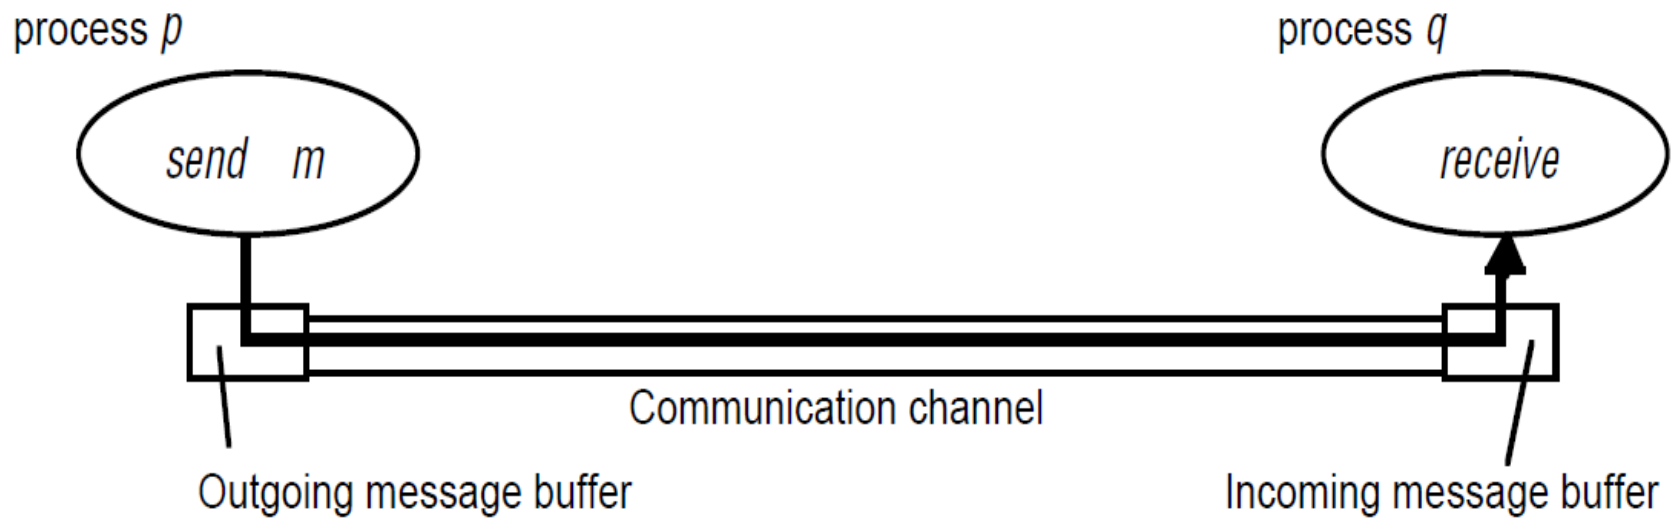 process p
process q
send m
receive
Communication channel
Outgoing message buffer
Incoming message buffer